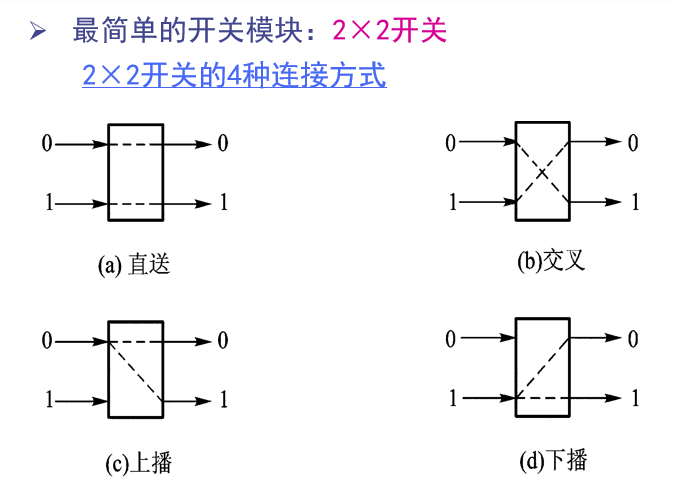 ➢ 最简单的开关模块：2×2开关
2×2开关的4种连接方式
0 0
1 1
(a) 直送
0 0
1 1
(b)交叉
0 0
1 1
(c)上播
0 0
1 1
(d)下播